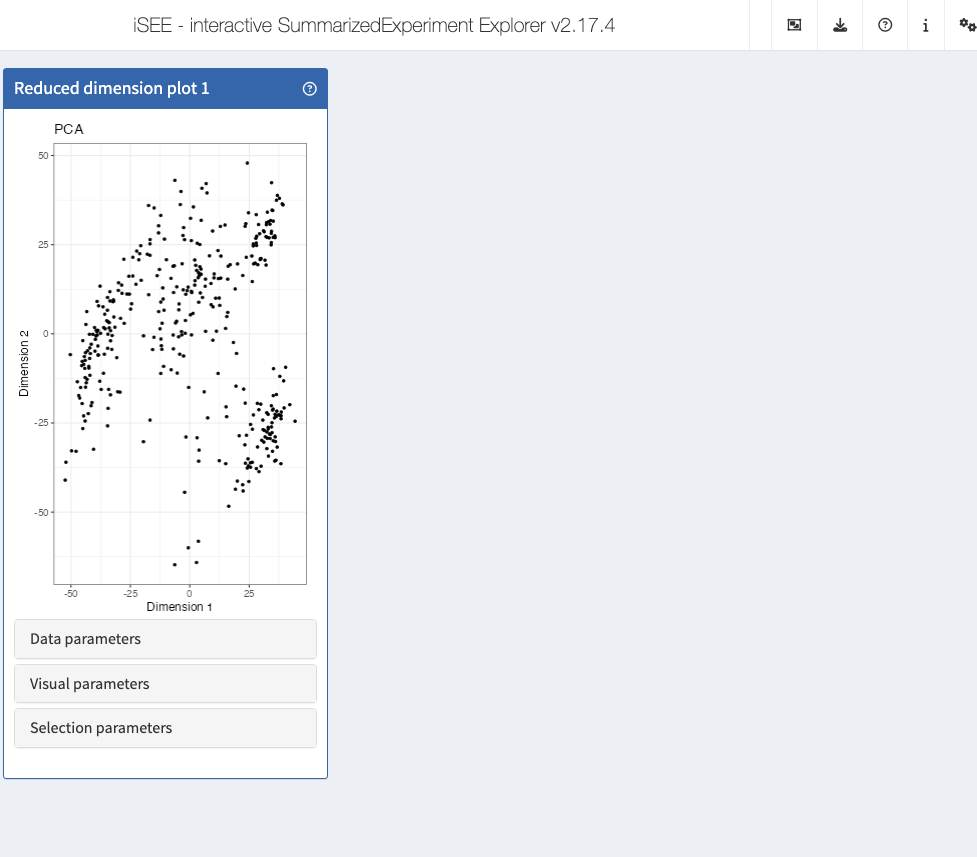 iSEE - interactive SummarizedExperiment Explorer v2.17.4
Reduced dimension plot 1
PCA
50
25
0
-25
-50
Dimension 2
-50 -25 0 25
Dimension 1
Data parameters
Visual parameters
Selection parameters